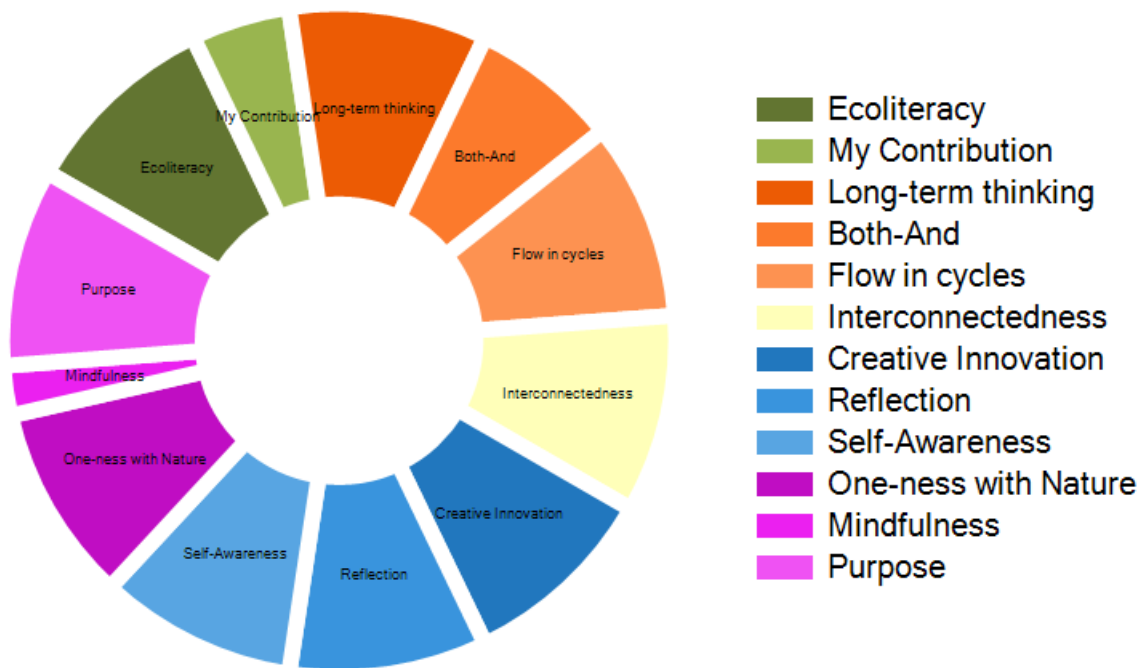 My Contribution
Long-term thinking
Both-And
Ecoliteracy
Flow in cycles
Purpose
Mindfulness
Interconnectedness
One-ness with Nature
Creative Innovation
Self-Awareness
Reflection
Ecoliteracy
My Contribution
Long-term thinking
Both-And
Flow in cycles
Interconnectedness
Creative Innovation
Reflection
Self-Awareness
One-ness with Nature
Mindfulness
Purpose